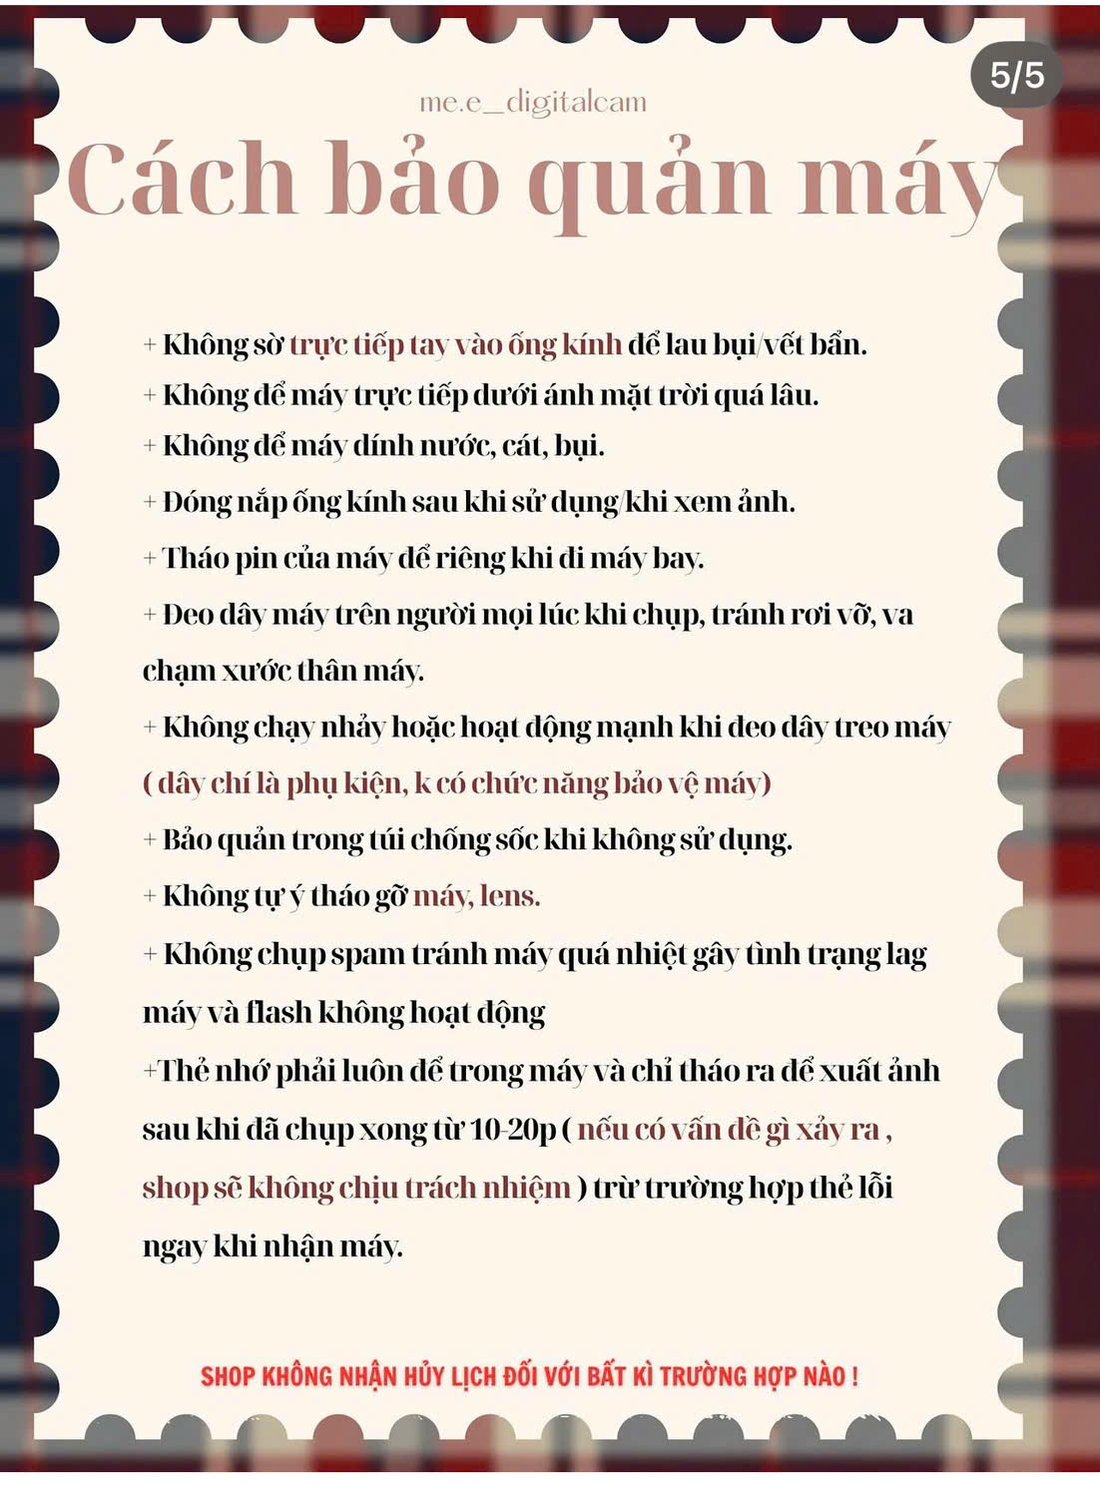 5/5
me.e_digitalcam
Cách bảo quản máy
+ Không sờ trực tiếp tay vào ống kính để lau bụi/vết bẩn.
+ Không để máy trực tiếp dưới ánh mặt trời quá lâu.
+ Không để máy dính nước, cát, bụi.
+ Đóng nắp ống kính sau khi sử dụng/khi xem ảnh.
+ Tháo pin của máy để riêng khi đi máy bay.
+ Đeo dây máy trên người mọi lúc khi chụp, tránh rơi vỡ, va
chạm xước thân máy.
+ Không chạy nhảy hoặc hoạt động mạnh khi đeo dây treo máy
( dây chí là phụ kiện, k có chức năng bảo vệ máy)
+ Bảo quản trong túi chống sốc khi không sử dụng.
+ Không tự ý tháo gỡ máy, lens.
+ Không chụp spam tránh máy quá nhiệt gây tình trạng lag
máy và flash không hoạt động
+Thẻ nhớ phải luôn để trong máy và chỉ tháo ra để xuất ảnh
sau khi đã chụp xong từ 10-20p ( nếu có vấn đề gì xảy ra ,
shop sẽ không chịu trách nhiệm ) trừ trường hợp thẻ lỗi
ngay khi nhận máy.
SHOP KHÔNG NHẬN HỦY LỊCH ĐỐI VỚI BẤT KÌ TRƯỜNG HỢP NÀO !